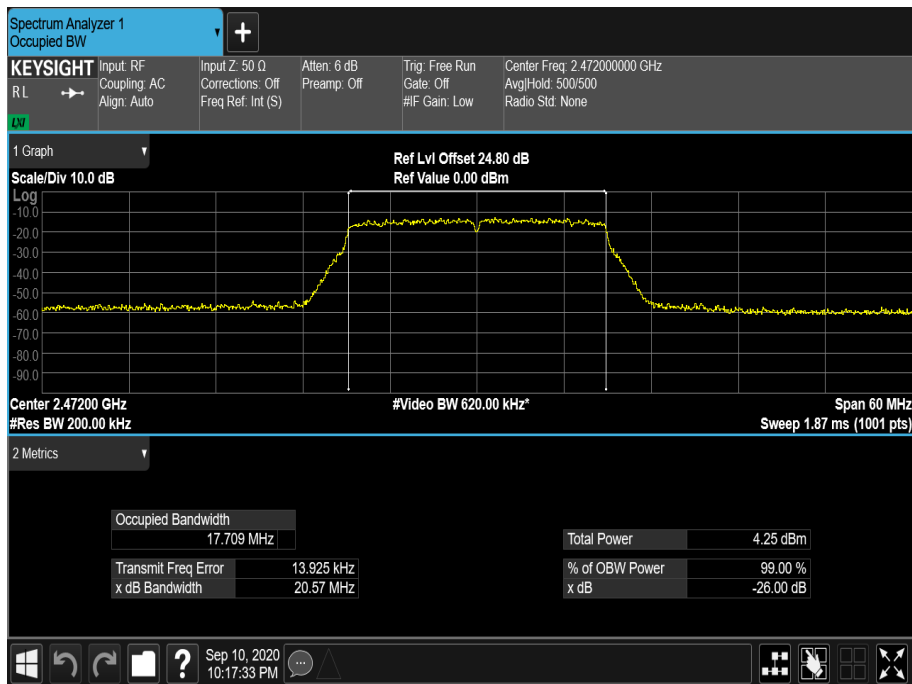 Spectrum Analyzer 1
Occupied BW
+
KEYSIGHT
RL
LXI
Input: RF
Coupling: AC
Align: Auto
Input Z: 50 Ω
Corrections: Off
Freq Ref: Int (S)
Atten: 6 dB
Preamp: Off
Trig: Free Run
Gate: Off
#IF Gain: Low
Center Freq: 2.472000000 GHz
Avg|Hold: 500/500
Radio Std: None
1 Graph
Scale/Div 10.0 dB
Ref Lvl Offset 24.80 dB
Ref Value 0.00 dBm
Log
-10.0
-20.0
-30.0
-40.0
-50.0
-60.0
-70.0
-80.0
-90.0
Center 2.47200 GHz
#Video BW 620.00 kHz*
Span 60 MHz
#Res BW 200.00 kHz
Sweep 1.87 ms (1001 pts)
2 Metrics
Occupied Bandwidth
17.709 MHz
Total Power 4.25 dBm
Transmit Freq Error 13.925 kHz
% of OBW Power 99.00 %
x dB Bandwidth 20.57 MHz
x dB -26.00 dB
?
Sep 10, 2020
10:17:33 PM